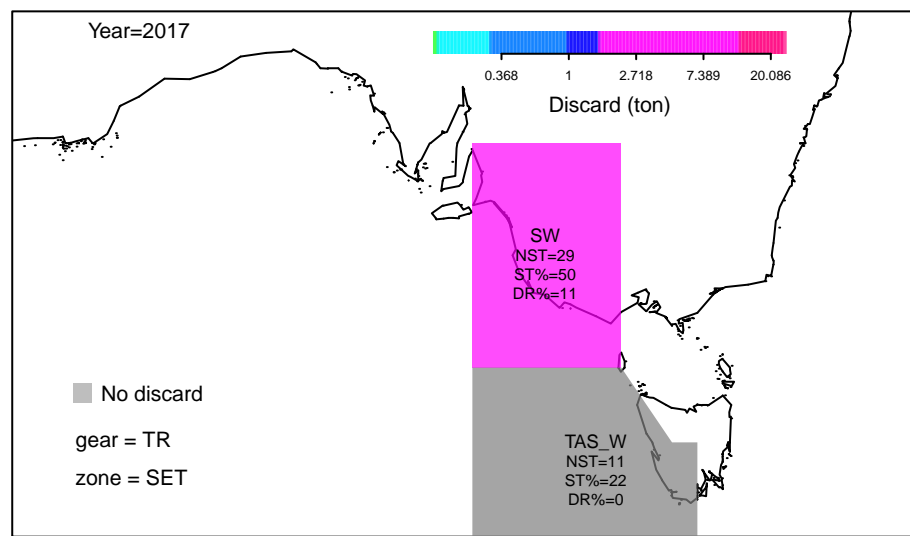 Year=2017
0.368 1 2.718 7.389 20.086
Discard (ton)
SW
NST=29
ST%=50
DR%=11
No discard
gear = TR
zone = SET
TAS_W
NST=11
ST%=22
DR%=0